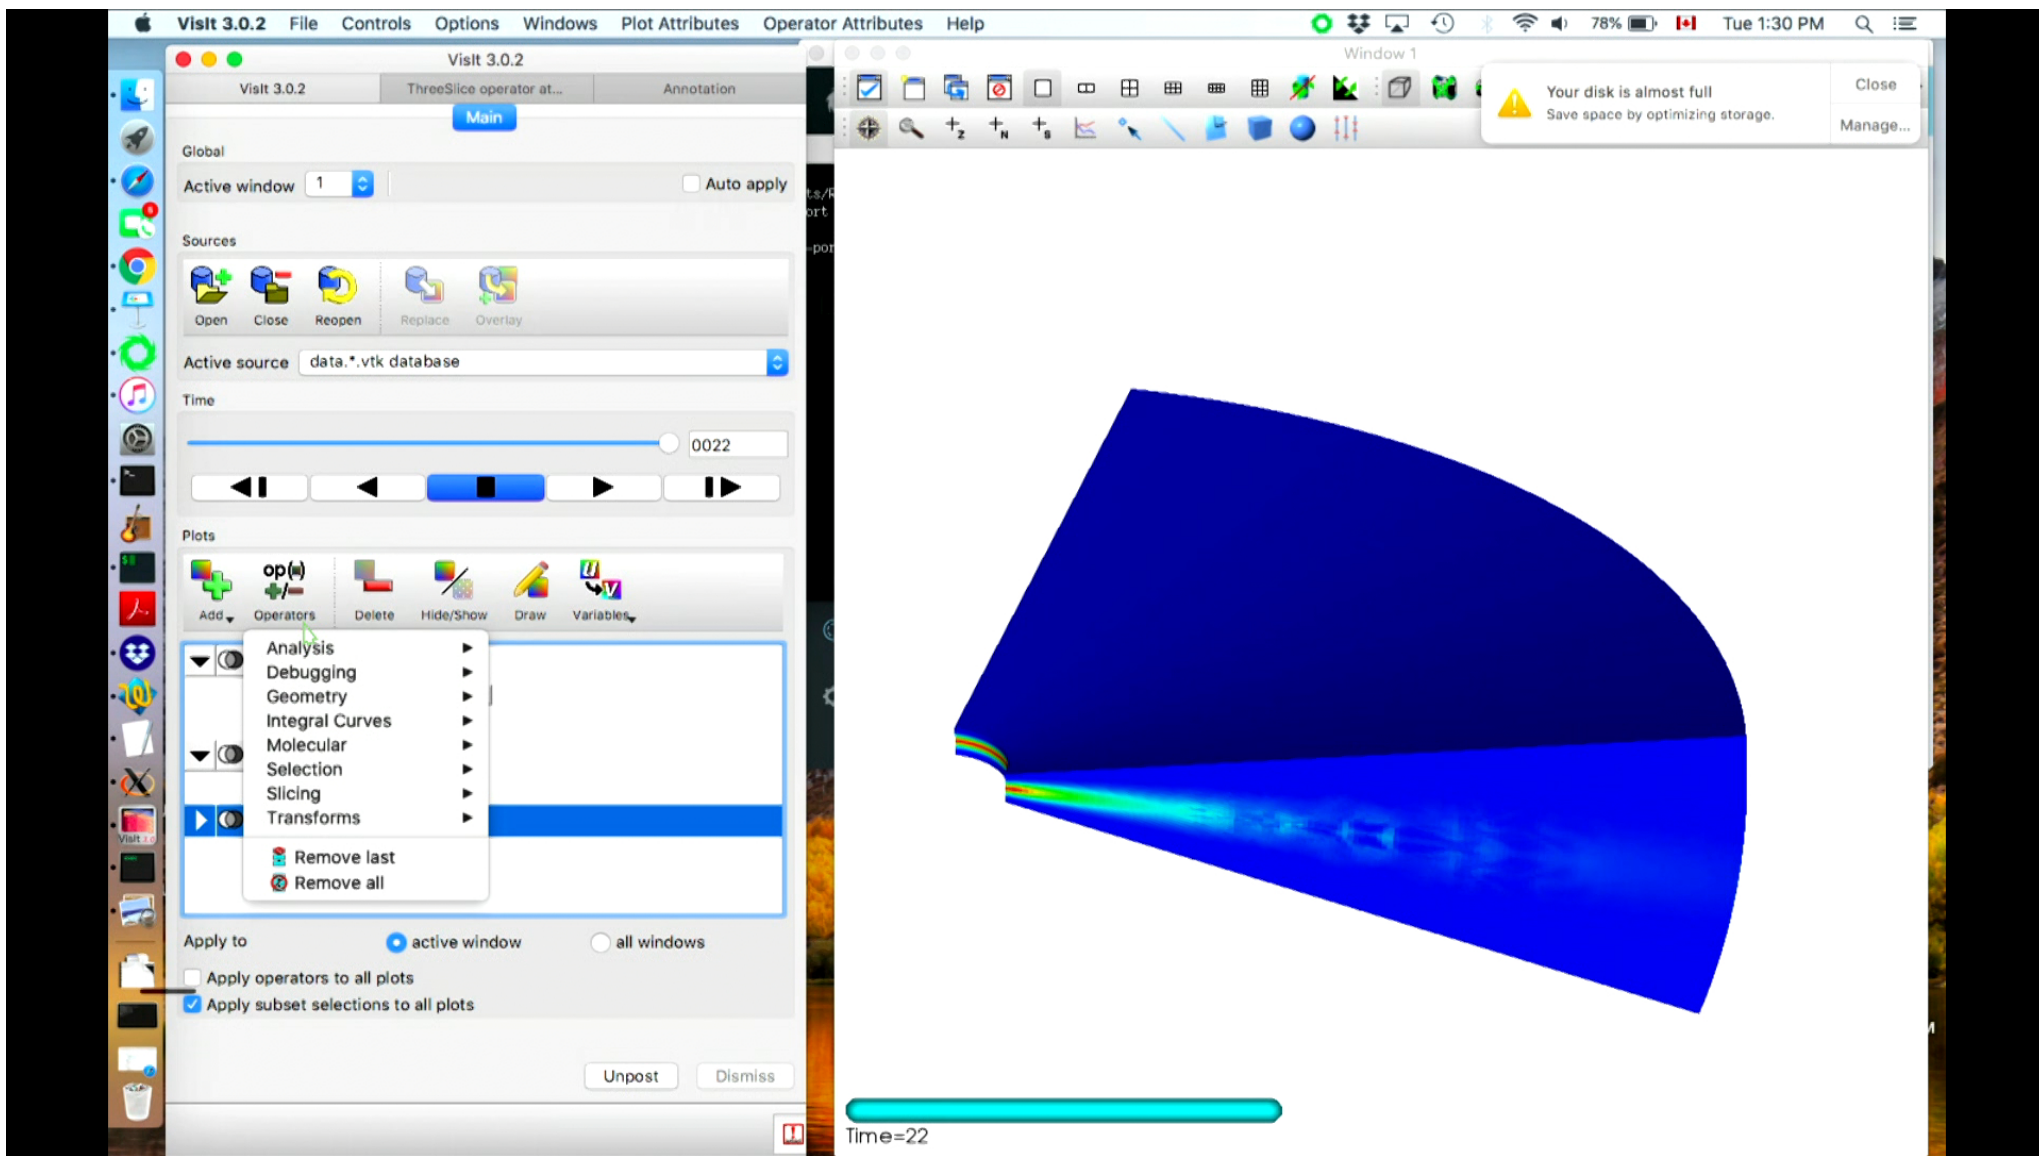 VisIt 3.0.2 File Controls Options Windows Plot Attributes Operator Attributes Help 78% Tue 1:30 PM
VisIt 3.0.2
VisIt 3.0.2 ThreeSlice operator at... Annotation
Main
Global
Active window 1 Auto apply
Sources
Open Close Reopen Replace Overlay
Active source data.*.vtk database
Time
0022
Plots
op(=)
+/-
Add Operators Delete Hide/Show Draw Variables
Analysis
Debugging
Geometry
Integral Curves
Molecular
Selection
Slicing
Transforms
Remove last
Remove all
Apply to active window all windows
Apply operators to all plots
Apply subset selections to all plots
Unpost Dismiss
Window 1
Your disk is almost full
Save space by optimizing storage.
Close
Manage...
Time=22